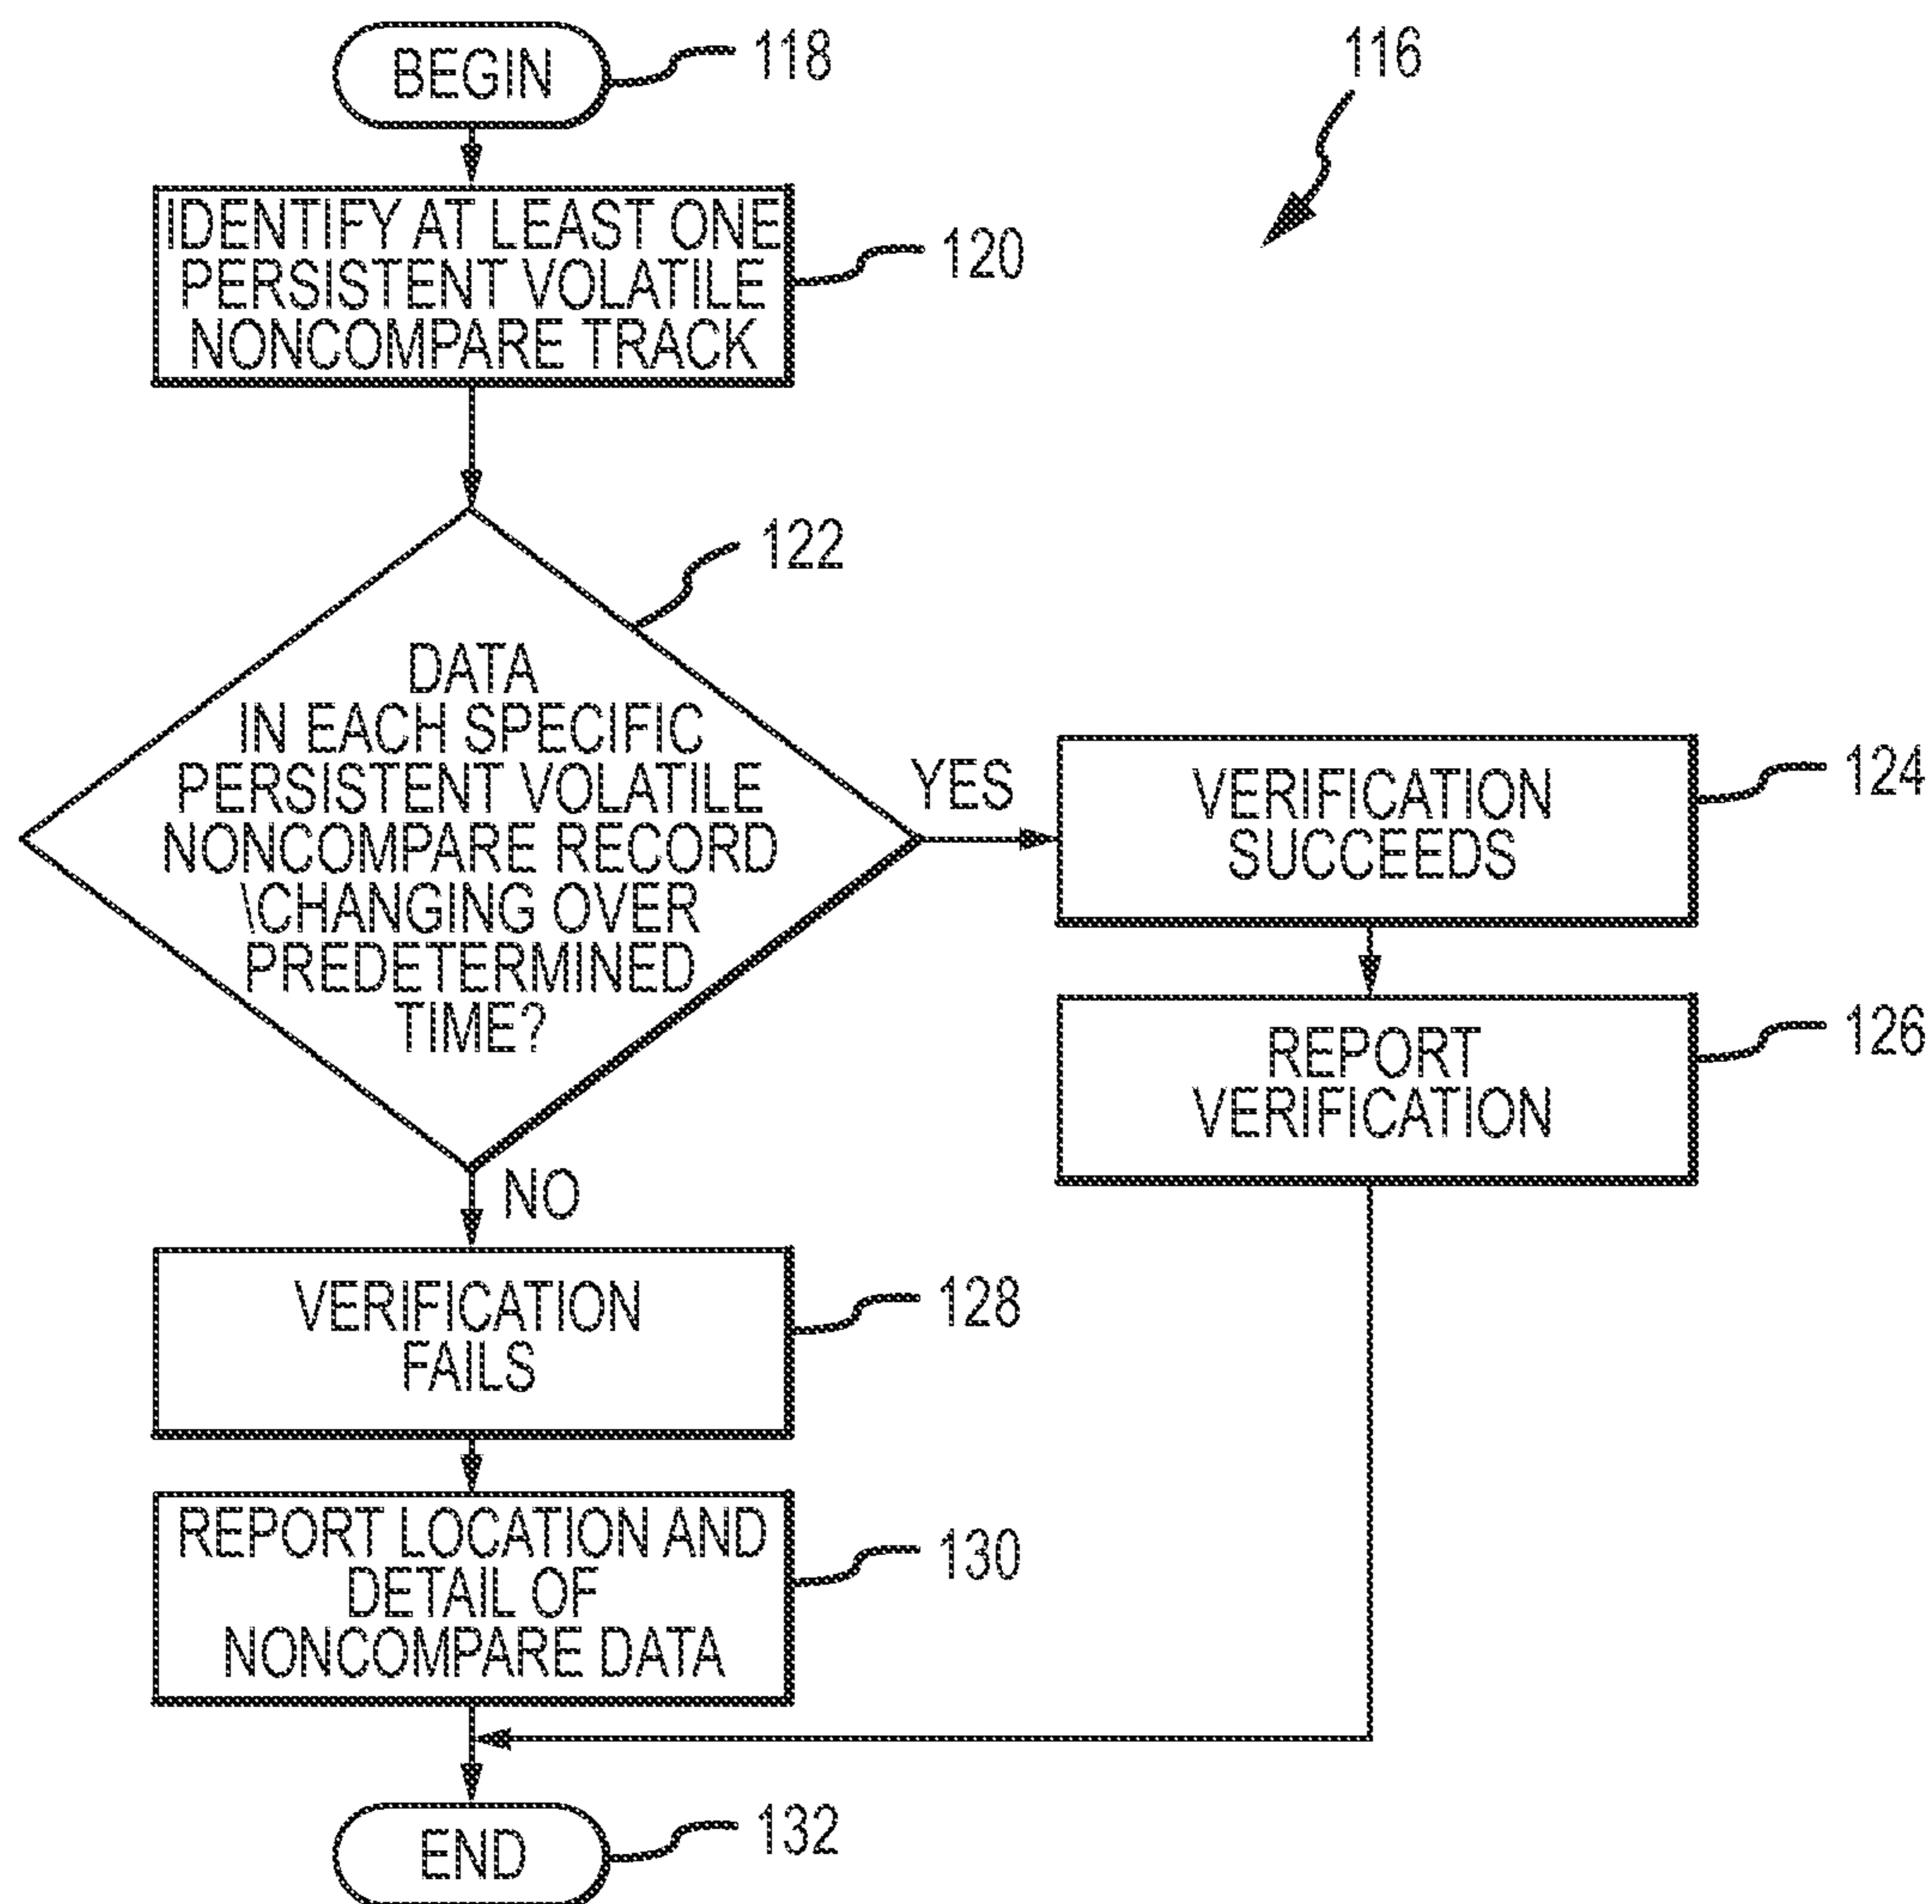 BEGIN
118
116
IDENTIFY AT LEAST ONE
PERSISTENT VOLATILE
NONCOMPARE TRACK
120
122
DATA
IN EACH SPECIFIC
PERSISTENT VOLATILE
NONCOMPARE RECORD
\CHANGING OVER
PREDETERMINED
TIME?
YES
VERIFICATION
SUCCEEDS
124
REPORT
VERIFICATION
126
NO
VERIFICATION
FAILS
128
REPORT LOCATION AND
DETAIL OF
NONCOMPARE DATA
130
END
132